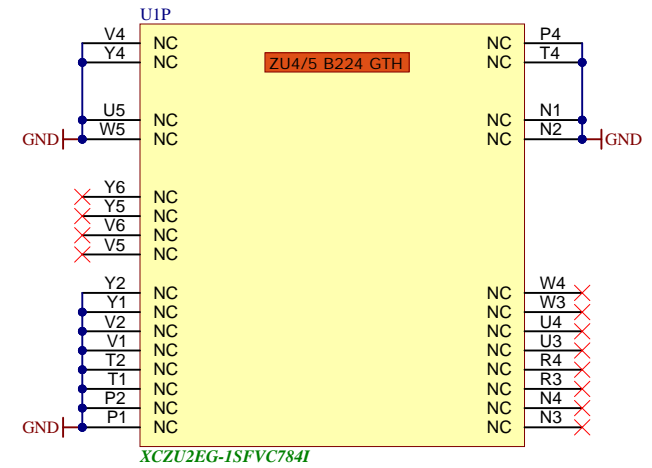 U1P
V4 NC NC P4
Y4 NC ZU4/5 B224 GTH NC T4
U5 NC NC N1
GND W5 NC NC N2 GND
Y6 NC
Y5 NC
V6 NC
V5 NC
Y2 NC NC W4
Y1 NC NC W3
V2 NC NC U4
V1 NC NC U3
T2 NC NC R4
T1 NC NC R3
P2 NC NC N4
GND P1 NC NC N3
XCZU2EG-1SFVC784I